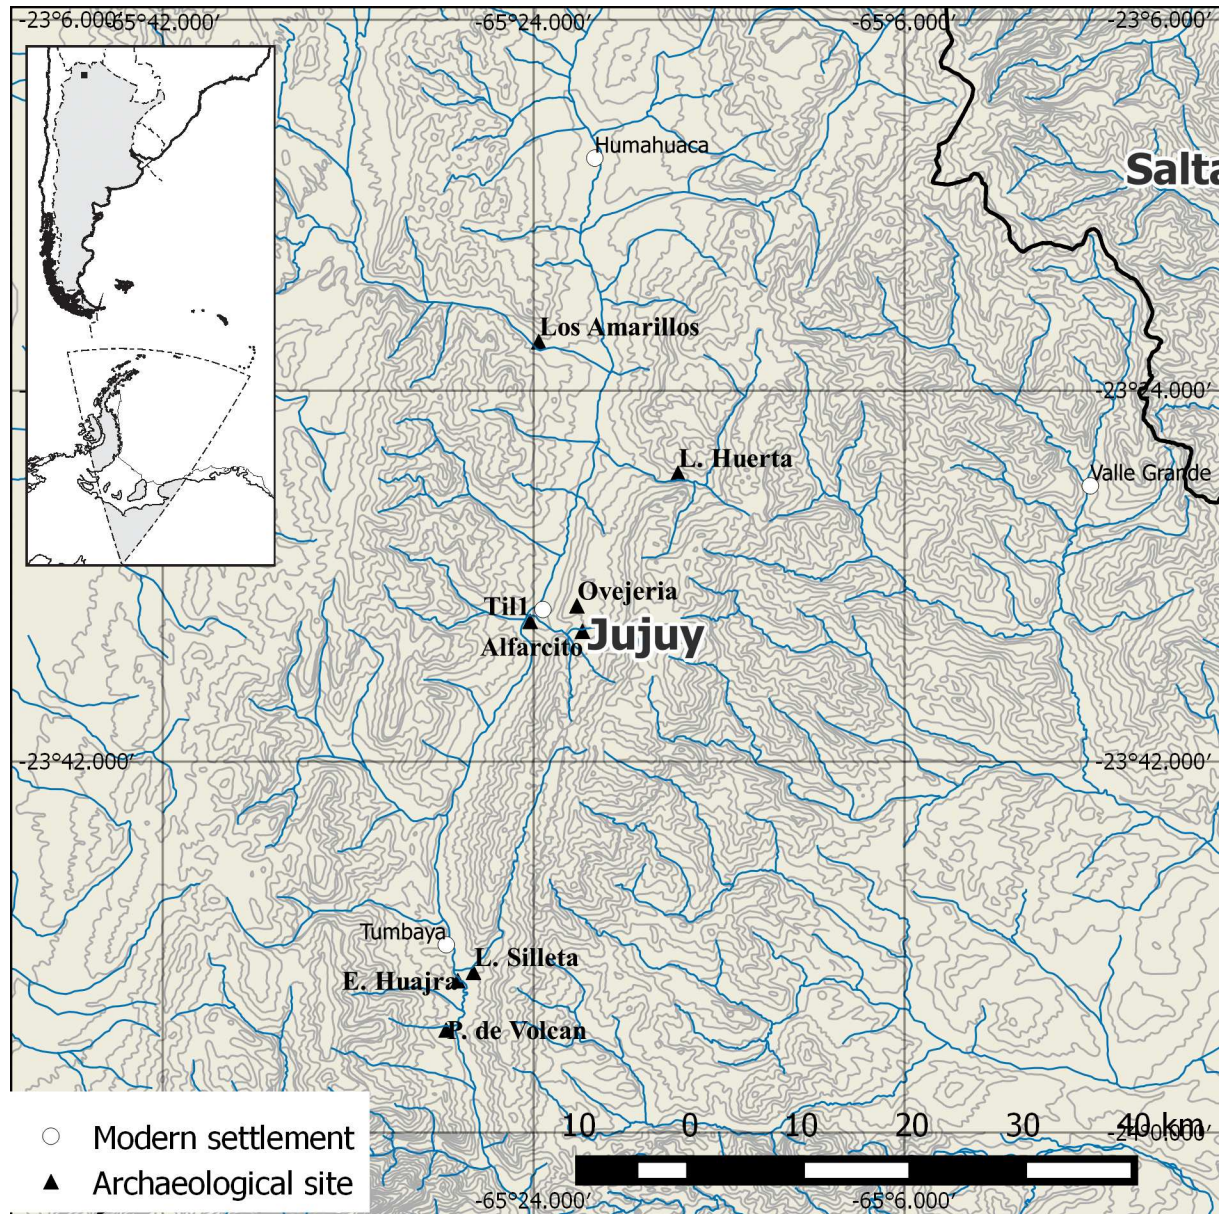 -23°6.000′ -65°42.000′ -65°24.000′ -65°6.000′ -23°6.000′
Humahuaca
Salta
Los Amarillos
-23°24.000′
L. Huerta
Valle Grande
Ovejeria
Til1
Alfarcito
Jujuy
-23°42.000′ -23°42.000′
Tumbaya
L. Silleta
E. Huajra
P. de Volcan
10 0 10 20 30 40 km
-24°0.000′
Modern settlement
Archaeological site
-65°24.000′ -65°6.000′